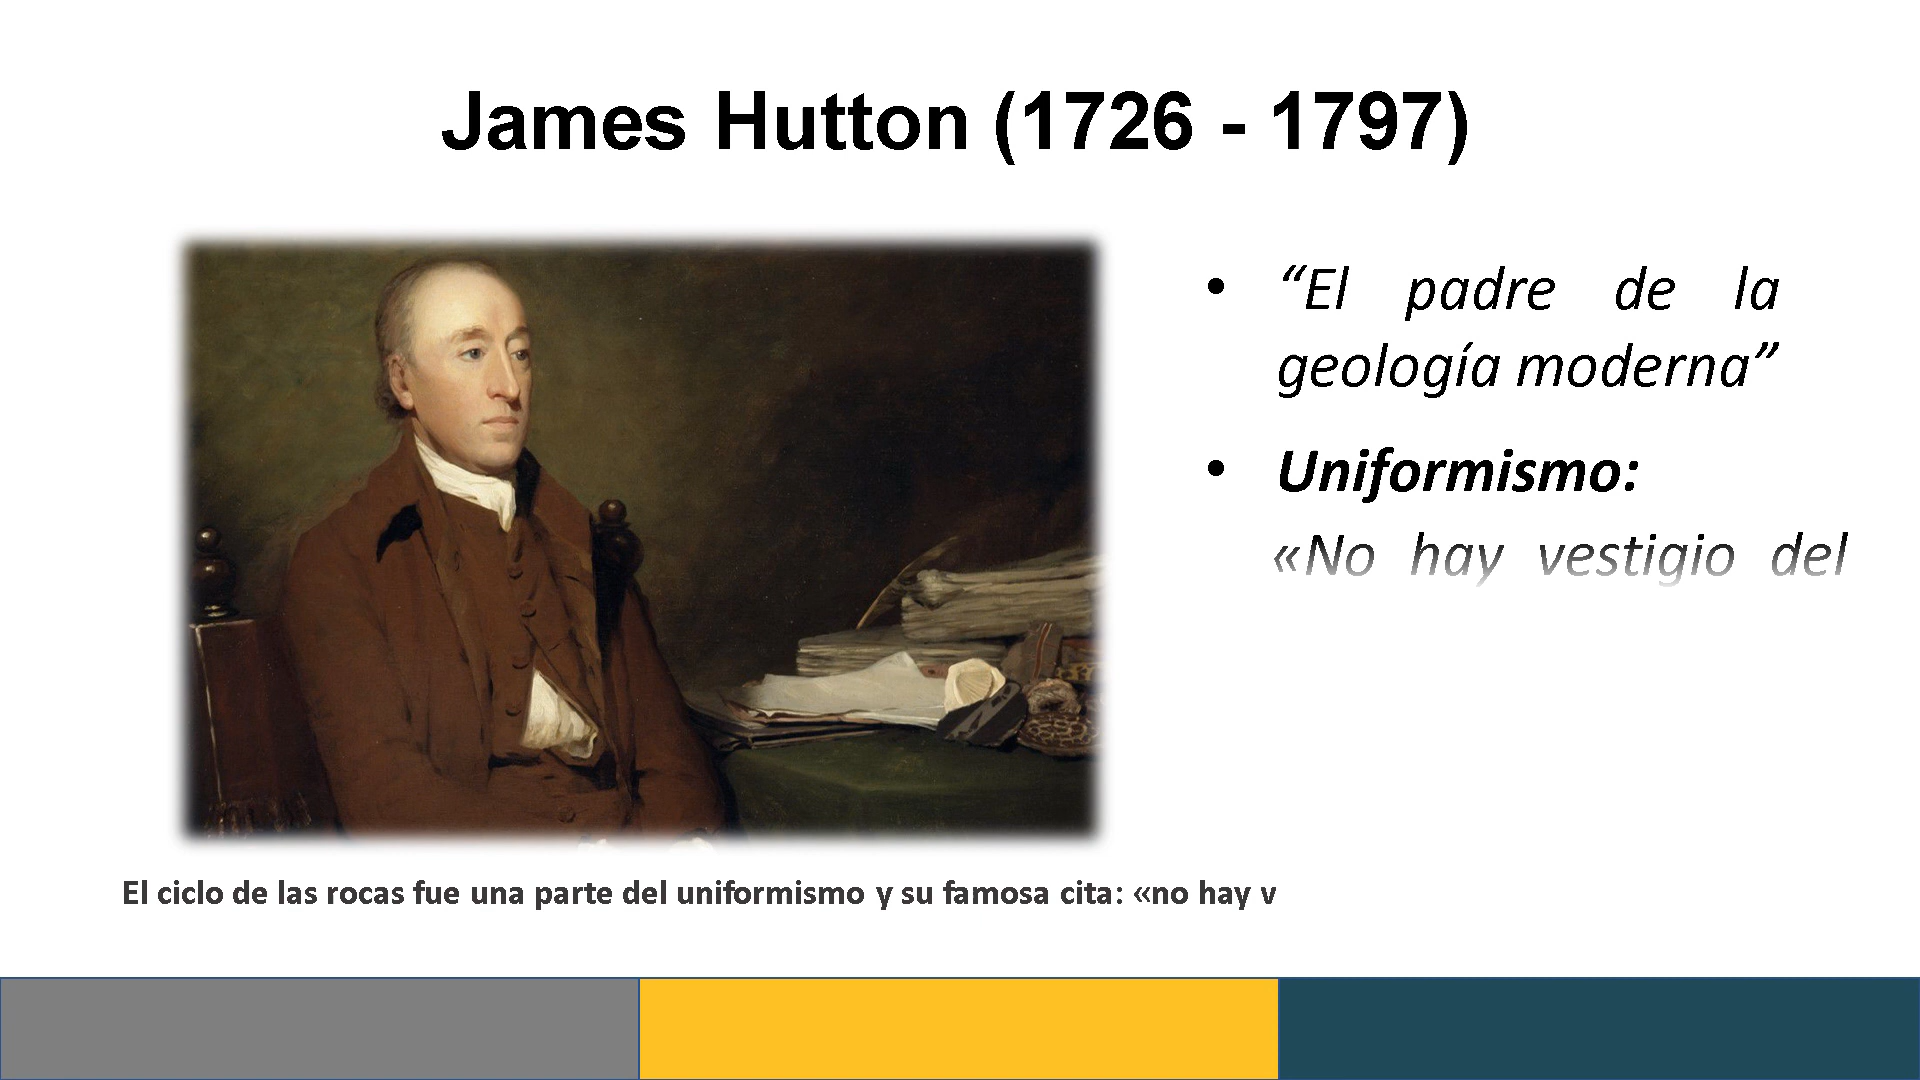 James Hutton (1726 - 1797)
• “El padre de la
geología moderna”
• Uniformismo:
«No hay vestigio del
El ciclo de las rocas fue una parte del uniformismo y su famosa cita: «no hay v